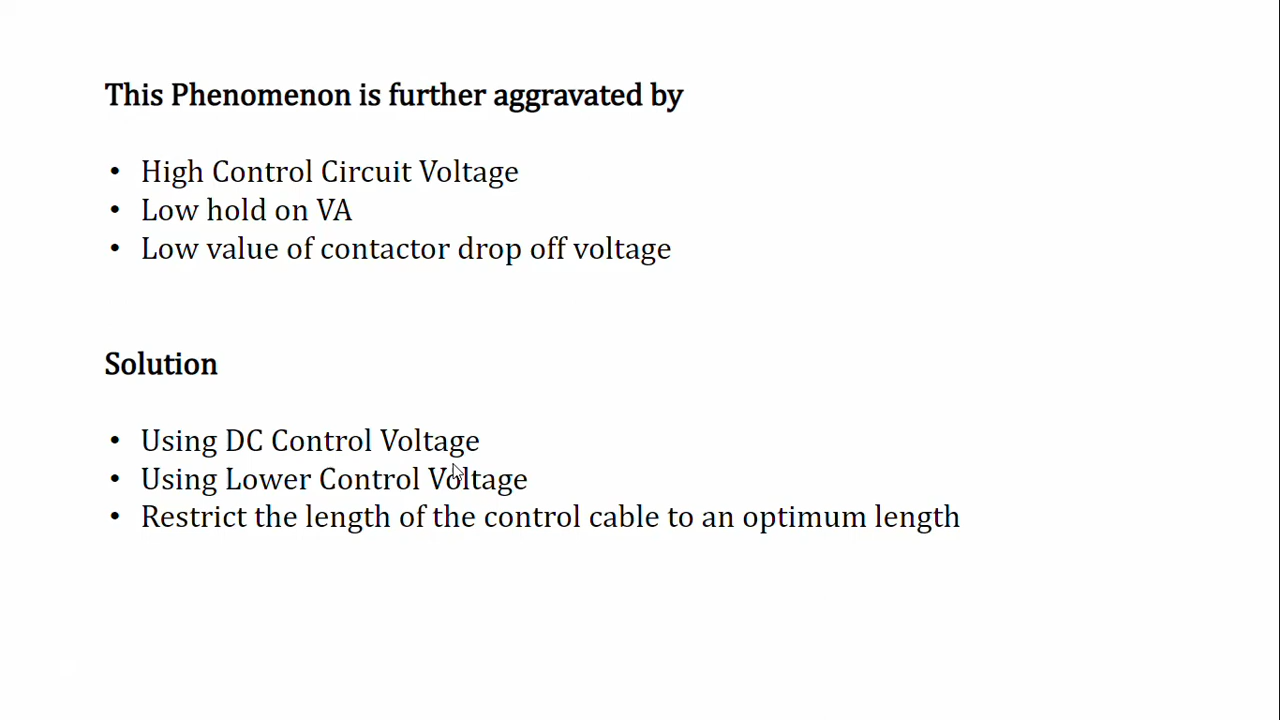 This Phenomenon is further aggravated by
• High Control Circuit Voltage
• Low hold on VA
• Low value of contactor drop off voltage
Solution
• Using DC Control Voltage
• Using Lower Control Voltage
• Restrict the length of the control cable to an optimum length